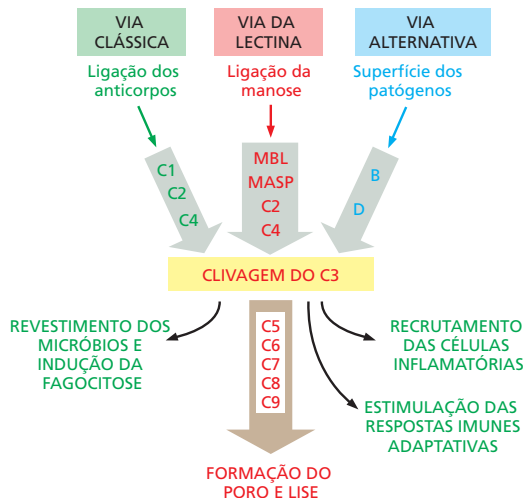 VIA
CLÁSSICA
VIA DA
LECTINA
VIA
ALTERNATIVA
Ligação dos
anticorpos
Ligação da
manose
Superfície dos
patógenos
C1
C2
C4
MBL
MASP
C2
C4
B
D
CLIVAGEM DO C3
REVESTIMENTO DOS
MICRÓBIOS E
INDUÇÃO DA
FAGOCITOSE
C5
C6
C7
C8
C9
RECRUTAMENTO
DAS CÉLULAS
INFLAMATÓRIAS
ESTIMULAÇÃO DAS
RESPOSTAS IMUNES
ADAPTATIVAS
FORMAÇÃO DO
PORO E LISE